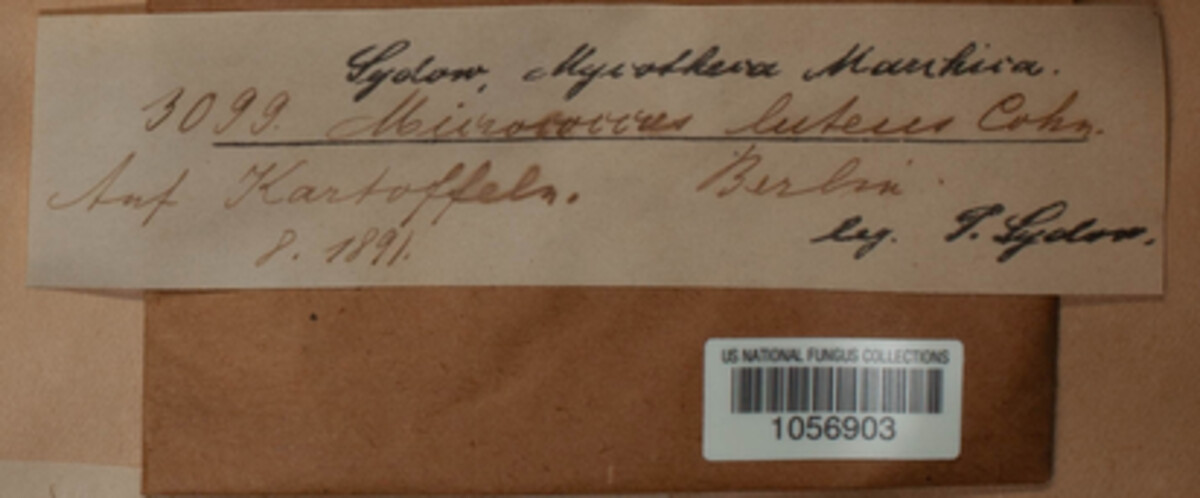 Sydow, Mycotheca Marchica.
3099. Micrococcus luteus Cohn.
Auf Kartoffeln. Berlin.
8. 1891. leg. P. Sydow.
US NATIONAL FUNGUS COLLECTIONS
1056903